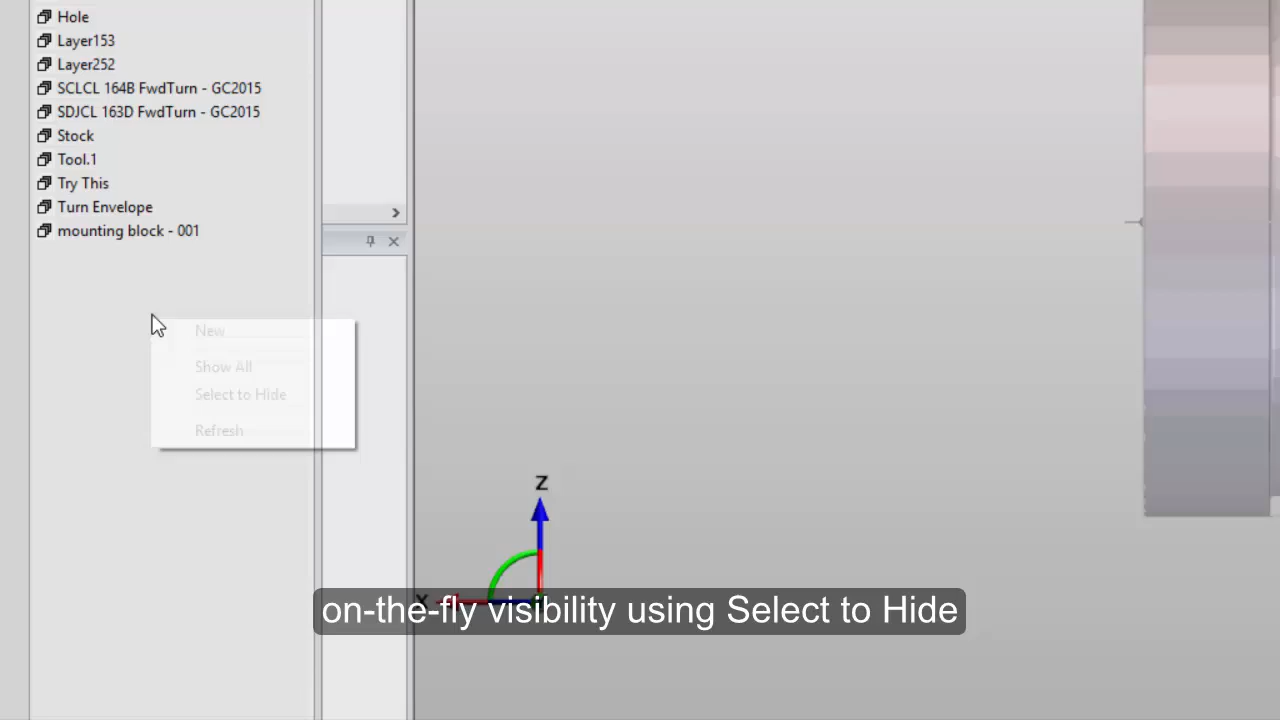 Hole
Layer153
Layer252
SCLCL 164B FwdTurn - GC2015
SDJCL 163D FwdTurn - GC2015
Stock
Tool.1
Try This
Turn Envelope
mounting block - 001
New
Show All
Select to Hide
Refresh
Z
X
on-the-fly visibility using Select to Hide